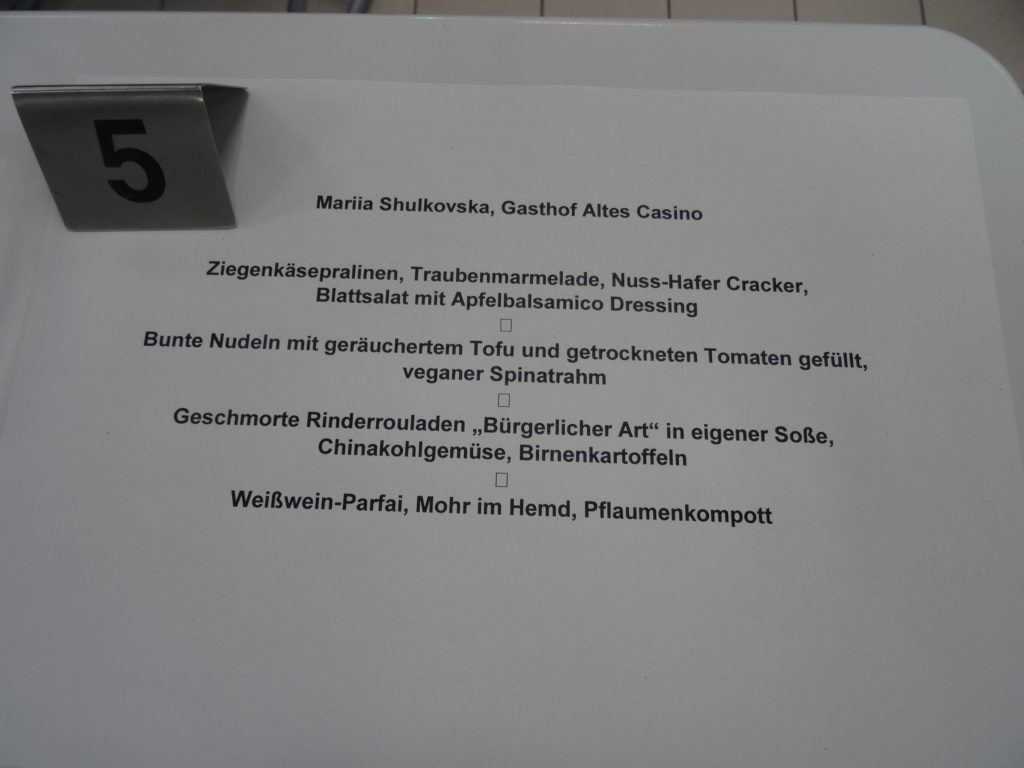 5
Mariia Shulkovska, Gasthof Altes Casino
Ziegenkäsepralinen, Traubenmarmelade, Nuss-Hafer Cracker,
Blattsalat mit Apfelbalsamico Dressing
Bunte Nudeln mit geräuchertem Tofu und getrockneten Tomaten gefüllt,
veganer Spinatrahm
Geschmorte Rinderrouladen „Bürgerlicher Art“ in eigener Soße,
Chinakohlgemüse, Birnenkartoffeln
Weißwein-Parfai, Mohr im Hemd, Pflaumenkompott